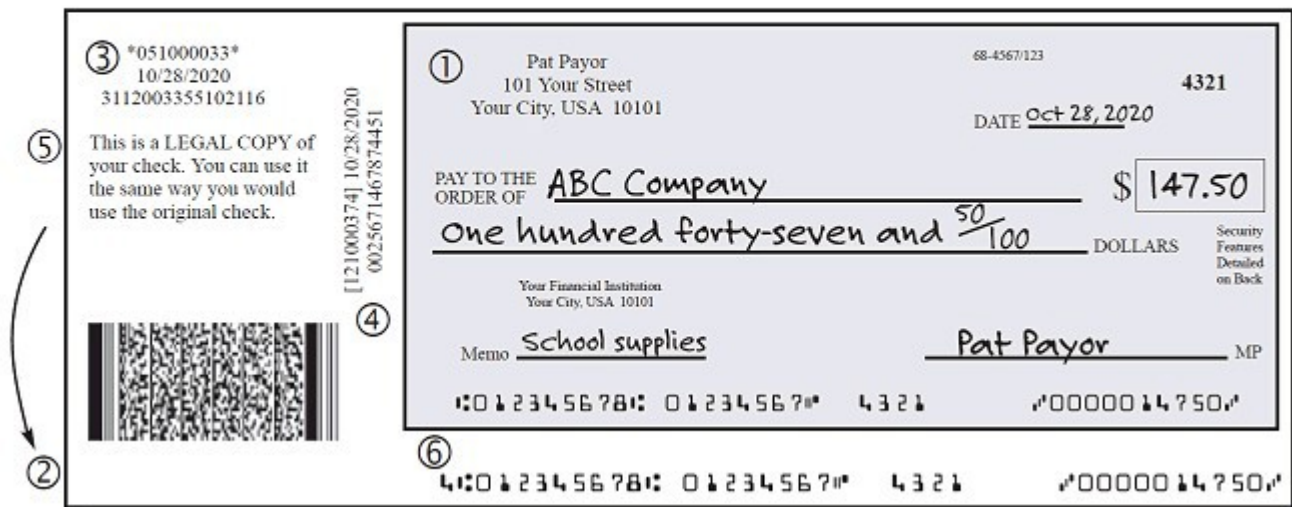 ③ *051000033*
10/28/2020
3112003355102116
⑤ This is a LEGAL COPY of
your check. You can use it
the same way you would
use the original check.
②
[121000374] 10/28/2020
002567146787 4451
④
① Pat Payor
101 Your Street
Your City, USA 10101
68-4567/123
4321
DATE Oct 28, 2020
PAY TO THE
ORDER OF ABC Company $ 147.50
One hundred forty-seven and 50/100 DOLLARS
Security
Features
Detailed
on Back
Your Financial Institution
Your City, USA 10101
Memo School supplies Pat Payor MP
⑆012345678⑆ 01234567⑈ 4321 ⑇0000014750⑇
⑥
4⑆012345678⑆ 01234567⑈ 4321 ⑇0000014750⑇